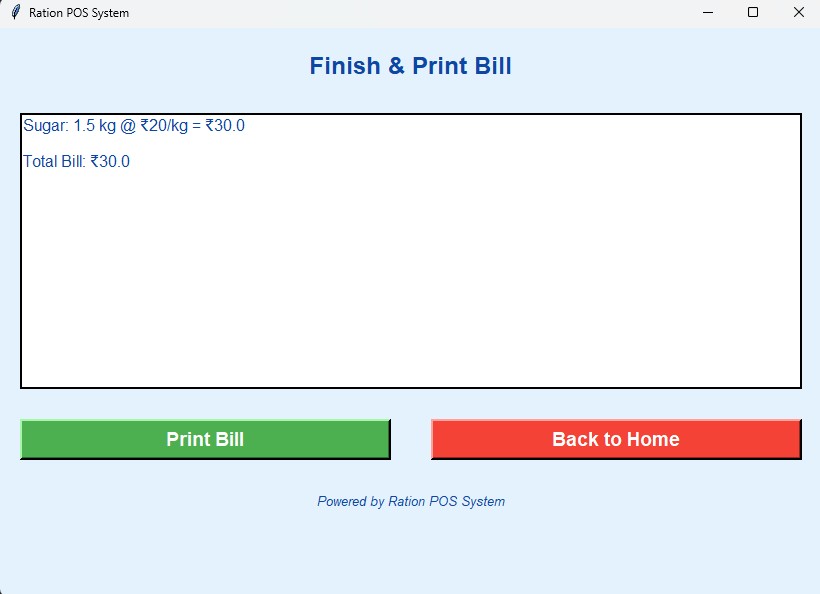 Ration POS System
Finish & Print Bill
Sugar: 1.5 kg @ ₹20/kg = ₹30.0
Total Bill: ₹30.0
Print Bill
Back to Home
Powered by Ration POS System